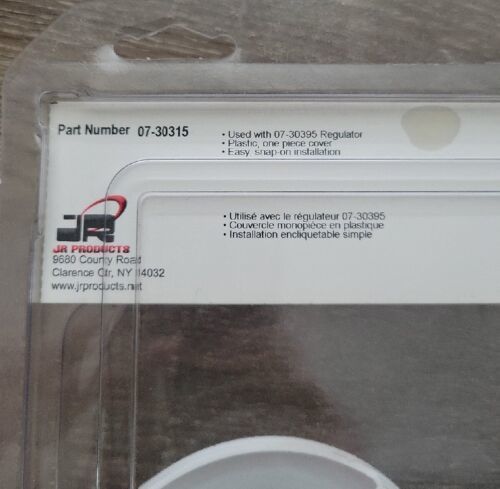 Part Number 07-30315
• Used with 07-30395 Regulator
• Plastic, one piece cover
• Easy, snap-on installation
• Utilisé avec le régulateur 07-30395
• Couvercle monopièce en plastique
• Installation encliquetable simple
JR
JR PRODUCTS
9680 County Road
Clarence Ctr, NY 14032
www.jrproducts.net